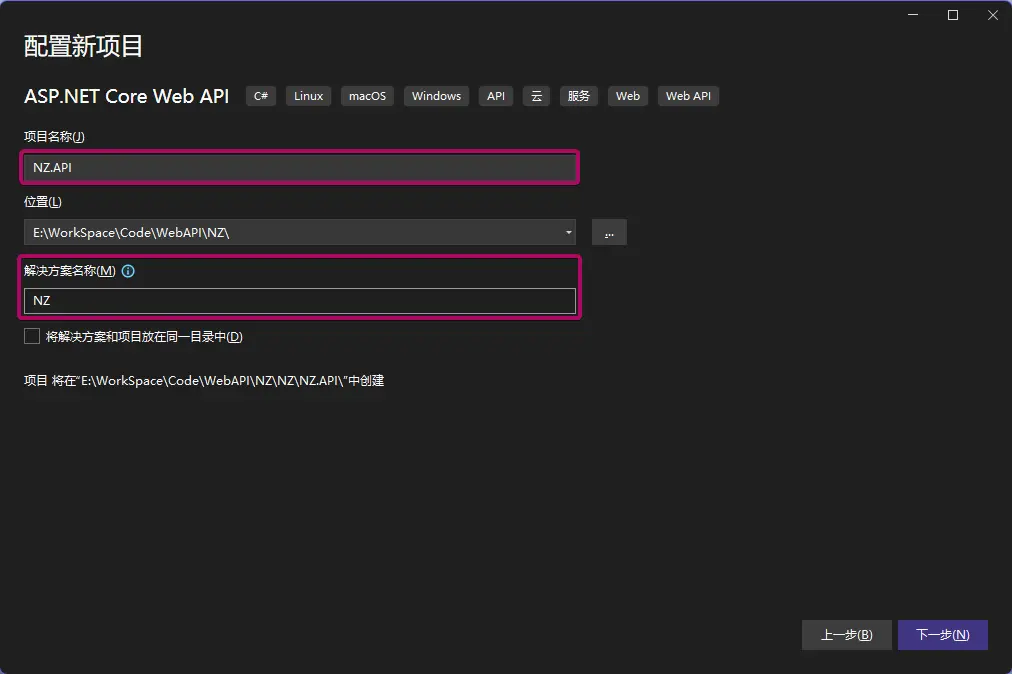 配置新项目
ASP.NET Core Web API C# Linux macOS Windows API 云 服务 Web Web API
项目名称(J)
NZ.API
位置(L)
E:\WorkSpace\Code\WebAPI\NZ\ ...
解决方案名称(M)
NZ
将解决方案和项目放在同一目录中(D)
项目 将在"E:\WorkSpace\Code\WebAPI\NZ\NZ\NZ.API\"中创建
上一步(B) 下一步(N)